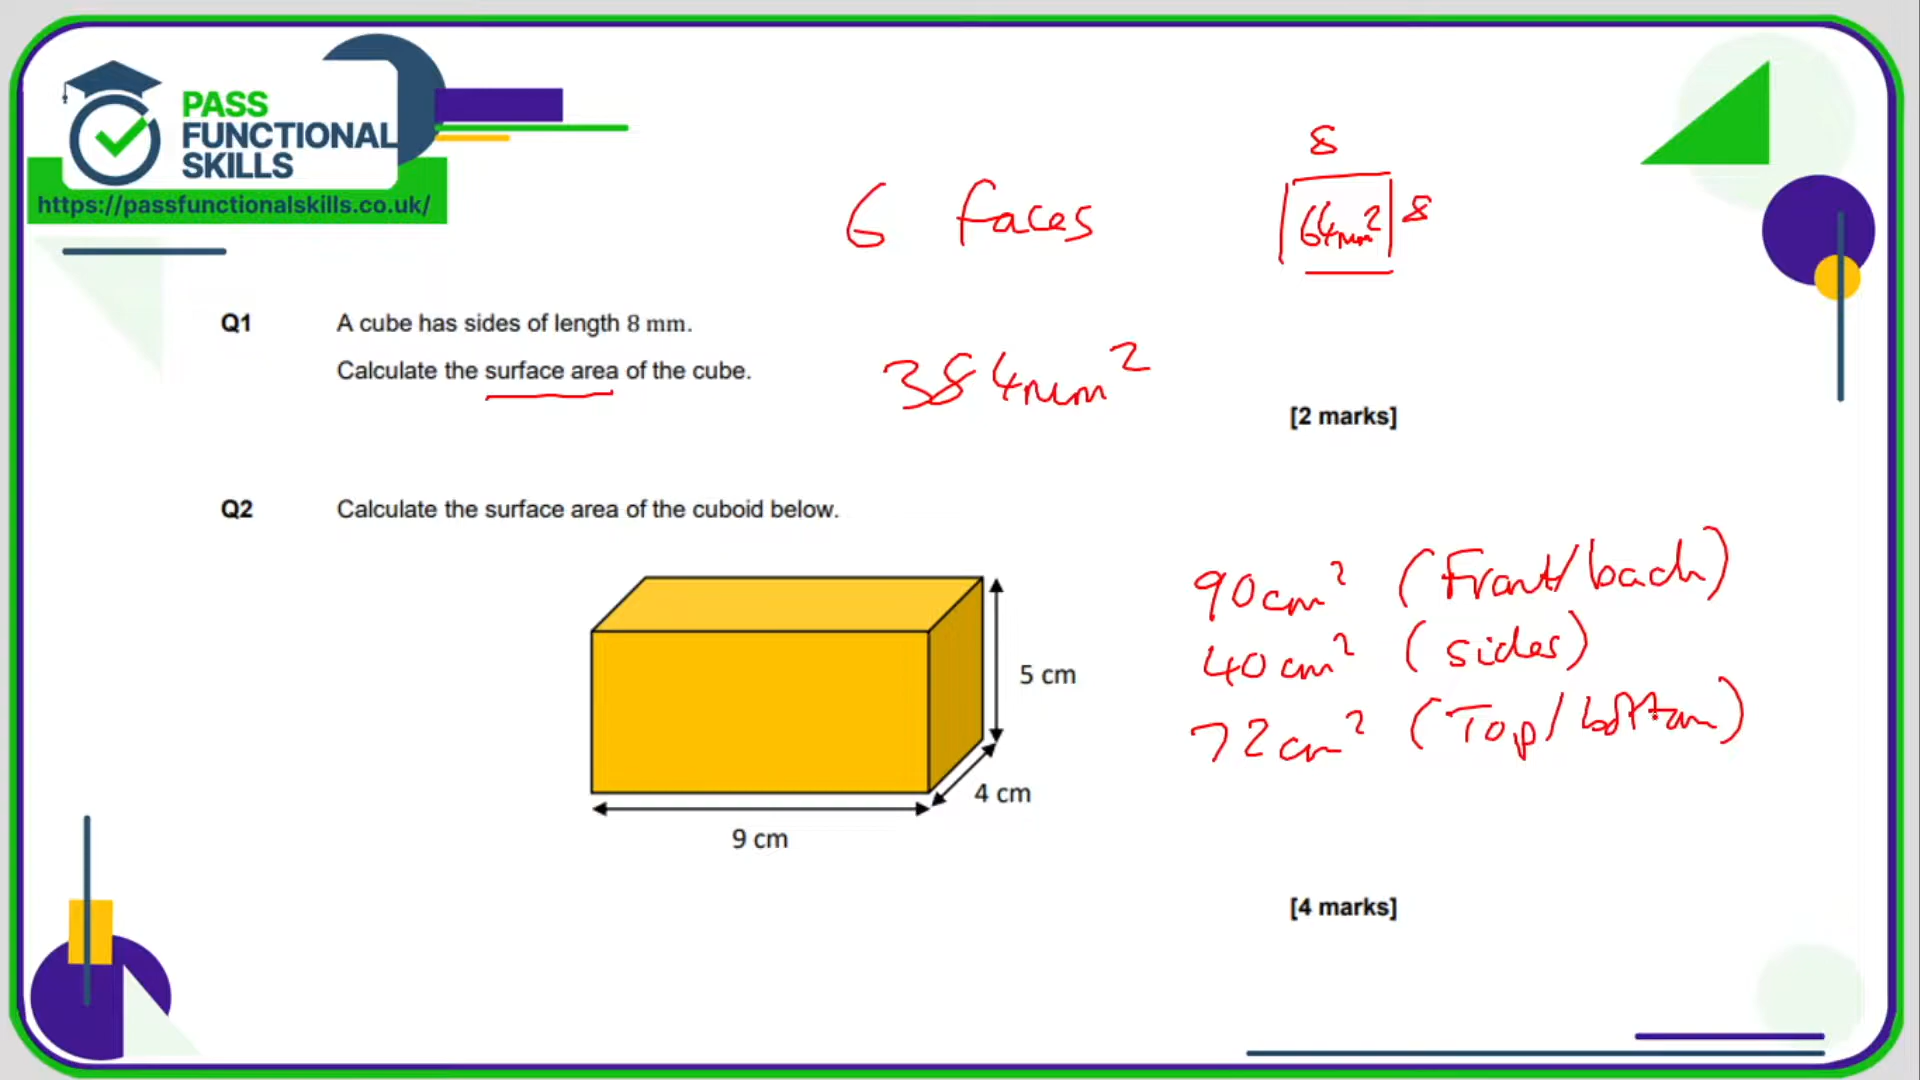 PASS
FUNCTIONAL
SKILLS
https://passfunctionalskills.co.uk/
6 faces
8
64mm²
8
Q1 A cube has sides of length 8 mm.
Calculate the surface area of the cube.
384mm²
[2 marks]
Q2 Calculate the surface area of the cuboid below.
90cm² (Front/back)
40cm² (sides)
72cm² (Top/bottom)
5 cm
4 cm
9 cm
[4 marks]